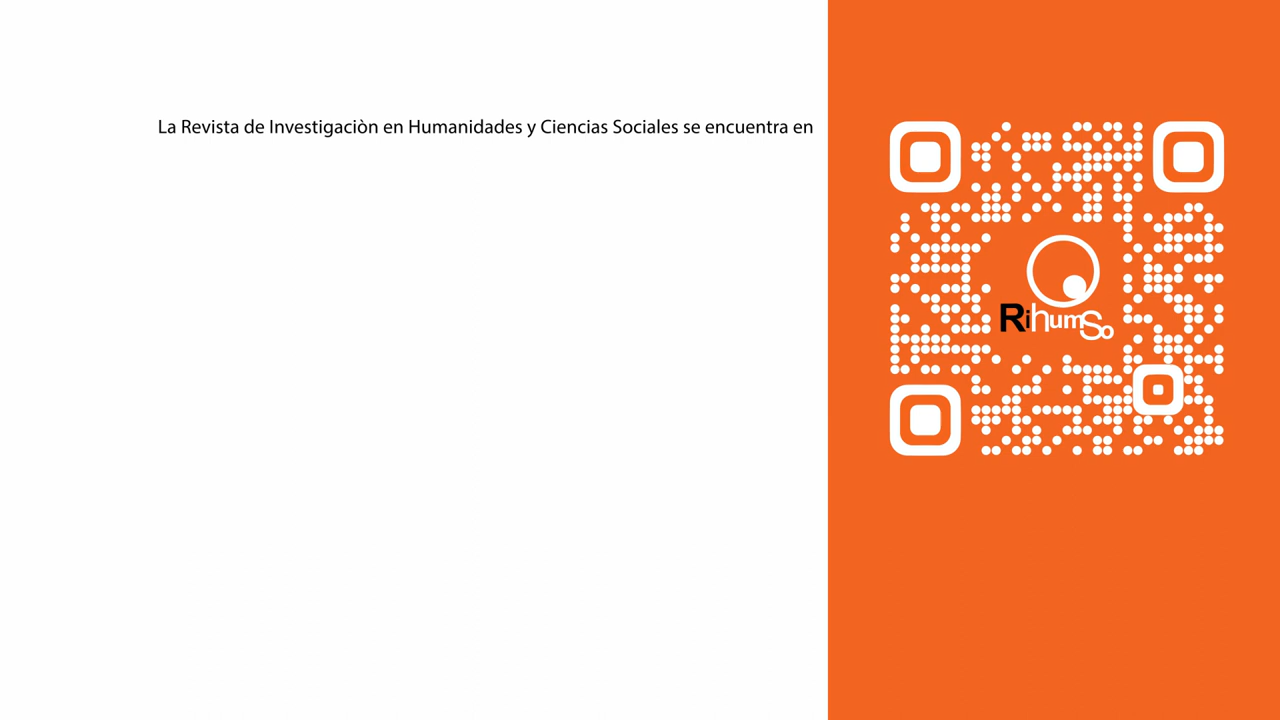 La Revista de Investigaciòn en Humanidades y Ciencias Sociales se encuentra en
RihumSo